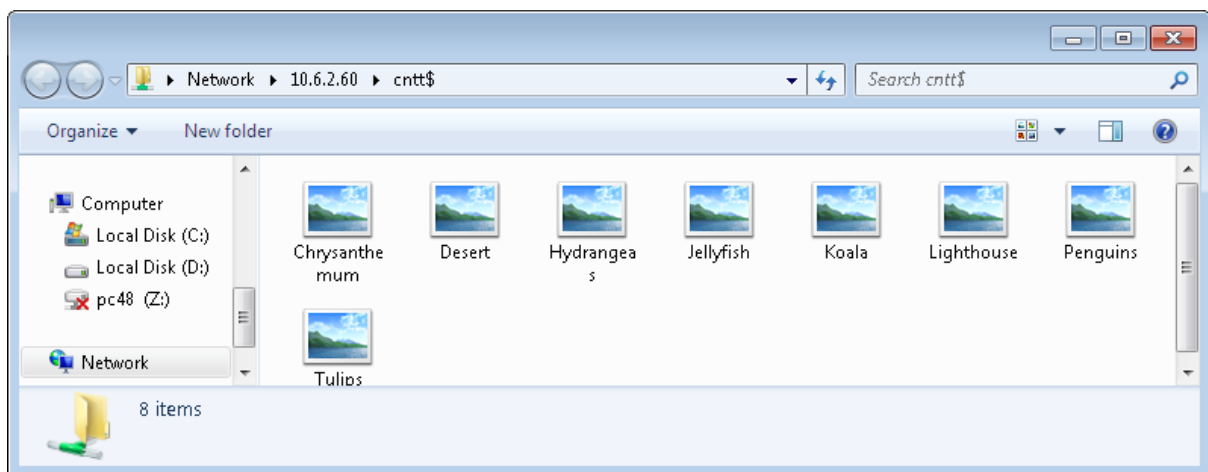 Network 10.6.2.60 cntt$
Search cntt$
Organize
New folder
Computer
Local Disk (C:)
Local Disk (D:)
pc48 (Z:)
Network
Chrysanthe
mum
Desert
Hydrangea
s
Jellyfish
Koala
Lighthouse
Penguins
Tulips
8 items